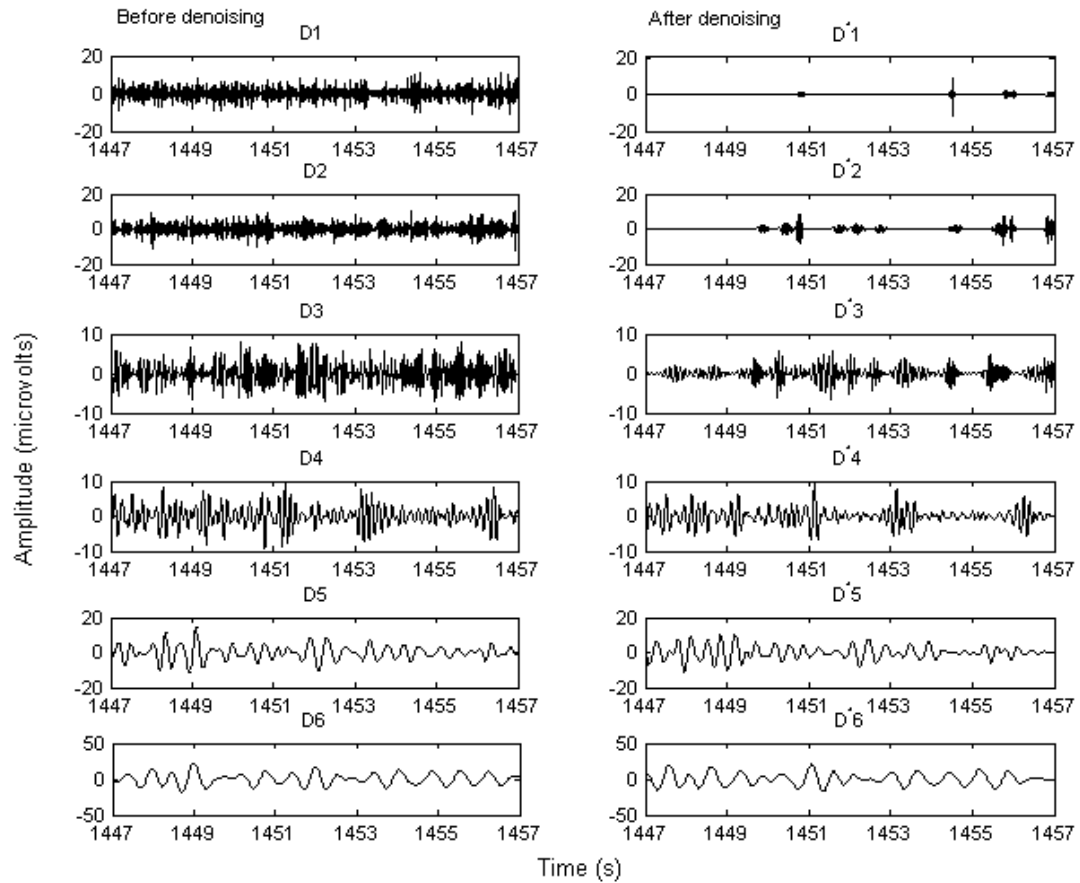 Before denoising
After denoising
D1
D´1
20
0
-20
1447 1449 1451 1453 1455 1457
20
0
-20
1447 1449 1451 1453 1455 1457
D2
D´2
20
0
-20
1447 1449 1451 1453 1455 1457
20
0
-20
1447 1449 1451 1453 1455 1457
D3
D´3
10
0
-10
1447 1449 1451 1453 1455 1457
10
0
-10
1447 1449 1451 1453 1455 1457
D4
D´4
10
0
-10
1447 1449 1451 1453 1455 1457
10
0
-10
1447 1449 1451 1453 1455 1457
D5
D´5
20
0
-20
1447 1449 1451 1453 1455 1457
20
0
-20
1447 1449 1451 1453 1455 1457
D6
D´6
50
0
-50
1447 1449 1451 1453 1455 1457
50
0
-50
1447 1449 1451 1453 1455 1457
Amplitude (microvolts)
Time (s)